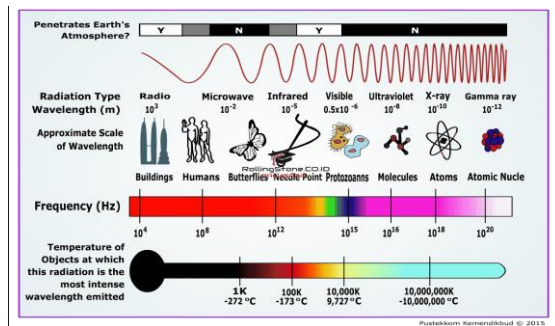 Penetrates Earth's
Atmosphere?
Y N Y N
Radiation Type
Wavelength (m)
Radio Microwave Infrared Visible Ultraviolet X-ray Gamma ray
10³ 10⁻² 10⁻⁵ 0.5x10⁻⁶ 10⁻⁸ 10⁻¹⁰ 10⁻¹²
Approximate Scale
of Wavelength
RollingStone.CO.ID
Buildings Humans Butterflies Needle Point Protozoanns Molecules Atoms Atomic Nucle
Frequency (Hz)
10⁴ 10⁸ 10¹² 10¹⁵ 10¹⁶ 10¹⁸ 10²⁰
Temperature of
Objects at which
this radiation is the
most intense
wavelength emitted
1K 100K 10,000K 10,000,000K
-272 °C -173 °C 9,727 °C ~10,000,000 °C
Pustekkom Kemendikbud © 2015